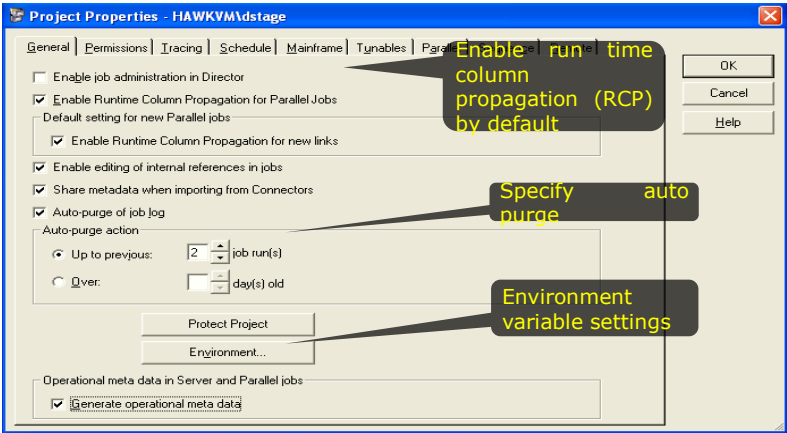 Project Properties - HAWKVM\dstage
General Permissions Tracing Schedule Mainframe Tunables
Enable run time
column
propagation (RCP)
by default
OK
Cancel
Help
Enable job administration in Director
Enable Runtime Column Propagation for Parallel Jobs
Default setting for new Parallel jobs
Enable Runtime Column Propagation for new links
Enable editing of internal references in jobs
Share metadata when importing from Connectors
Specify auto
purge
Auto-purge of job log
Auto-purge action
Up to previous: 2 job run(s)
Over: day(s) old
Environment
variable settings
Protect Project
Environment...
Operational meta data in Server and Parallel jobs
Generate operational meta data